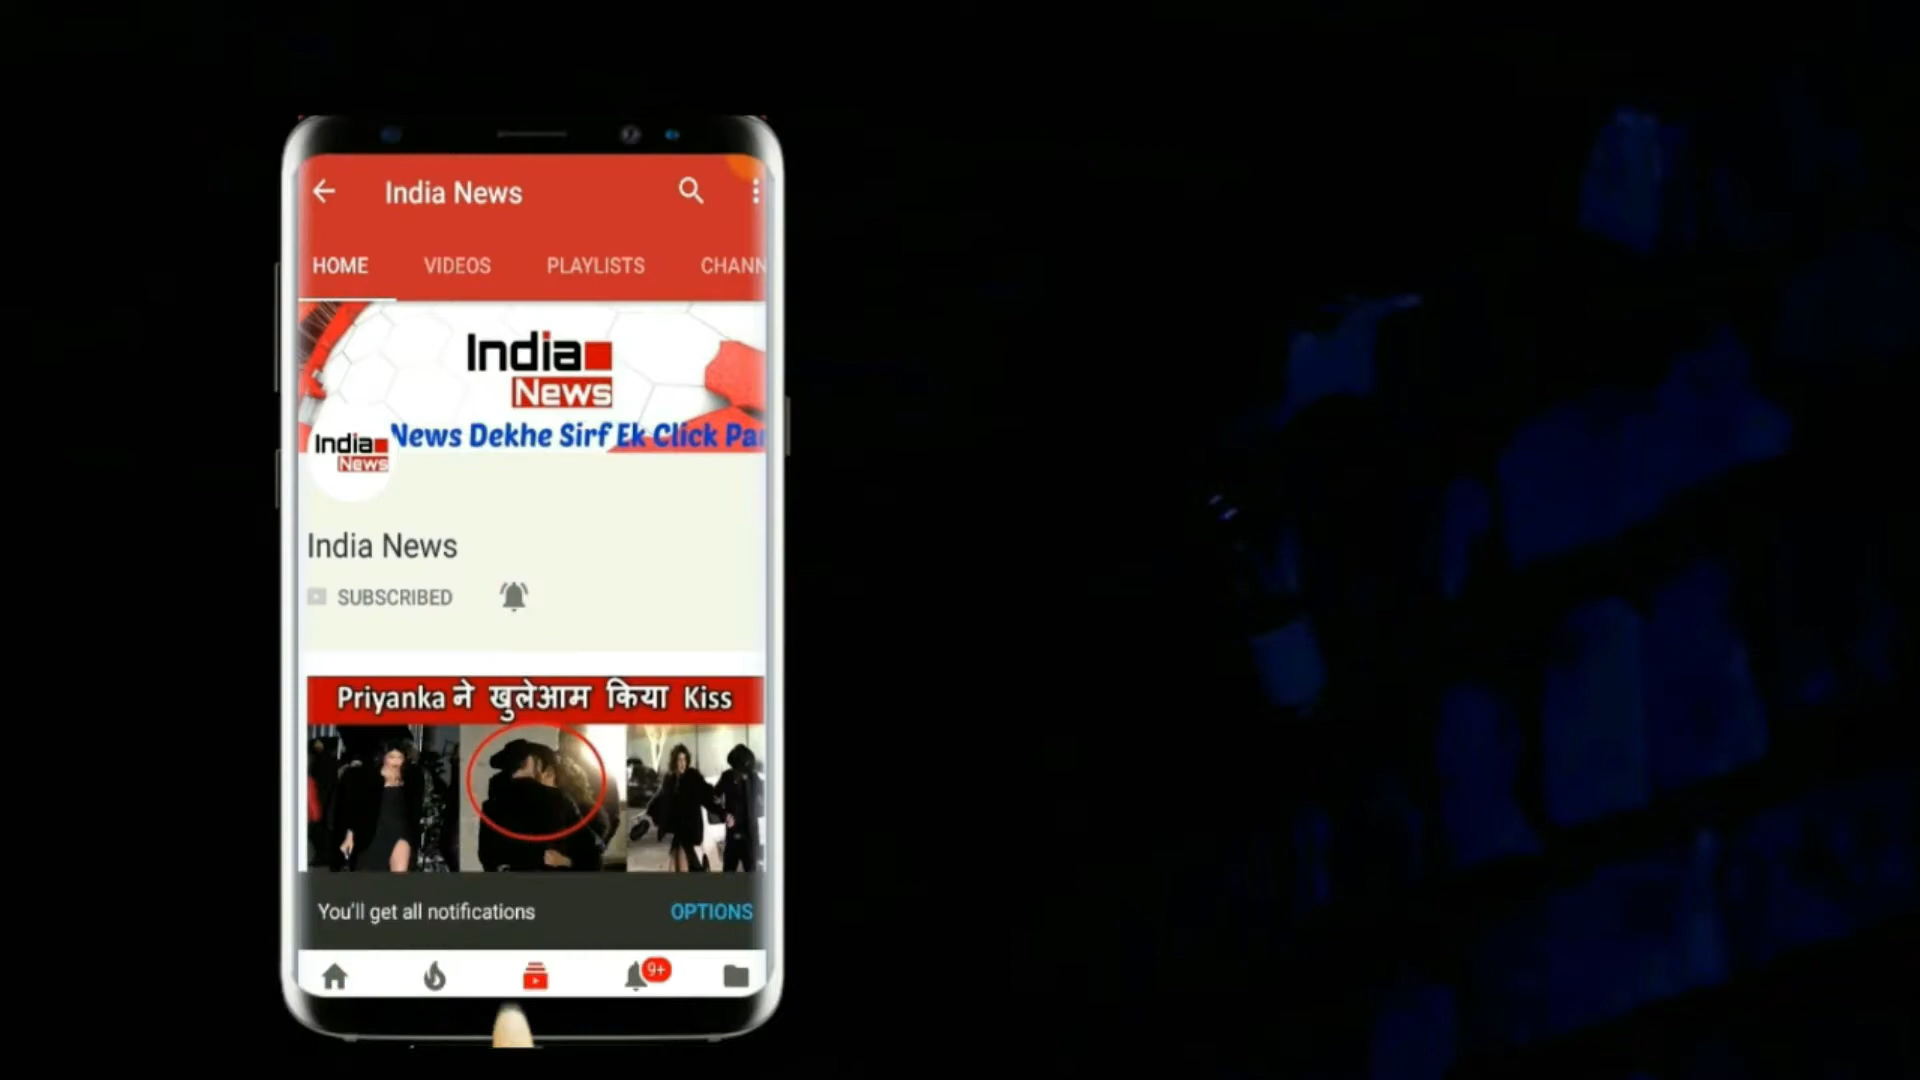 India News
HOME VIDEOS PLAYLISTS CHANN
India
News
News Dekhe Sirf Ek Click Par
India
News
India News
SUBSCRIBED
Priyanka ने खुलेआम किया Kiss
You'll get all notifications OPTIONS
9+